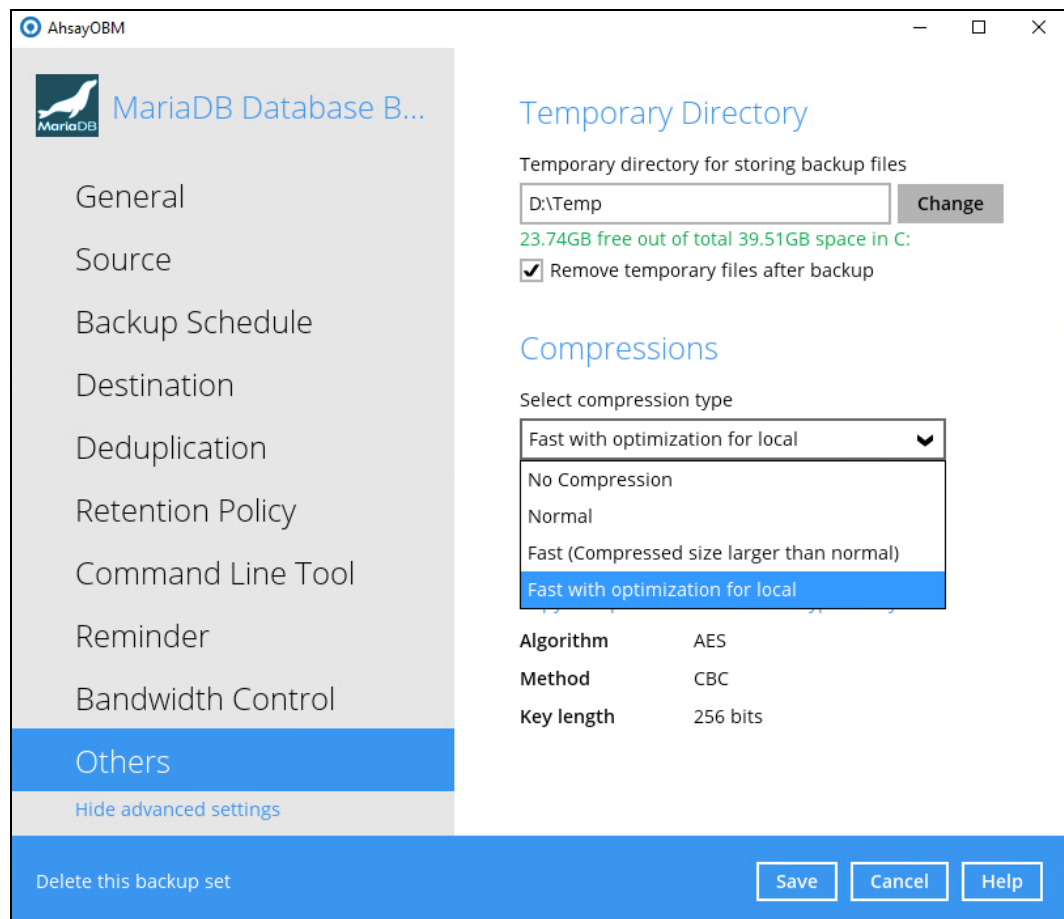 AhsayOBM
MariaDB
MariaDB Database B...
General
Source
Backup Schedule
Destination
Deduplication
Retention Policy
Command Line Tool
Reminder
Bandwidth Control
Others
Hide advanced settings
Temporary Directory
Temporary directory for storing backup files
D:\Temp
Change
23.74GB free out of total 39.51GB space in C:
Remove temporary files after backup
Compressions
Select compression type
Fast with optimization for local
No Compression
Normal
Fast (Compressed size larger than normal)
Fast with optimization for local
Algorithm AES
Method CBC
Key length 256 bits
Delete this backup set
Save Cancel Help